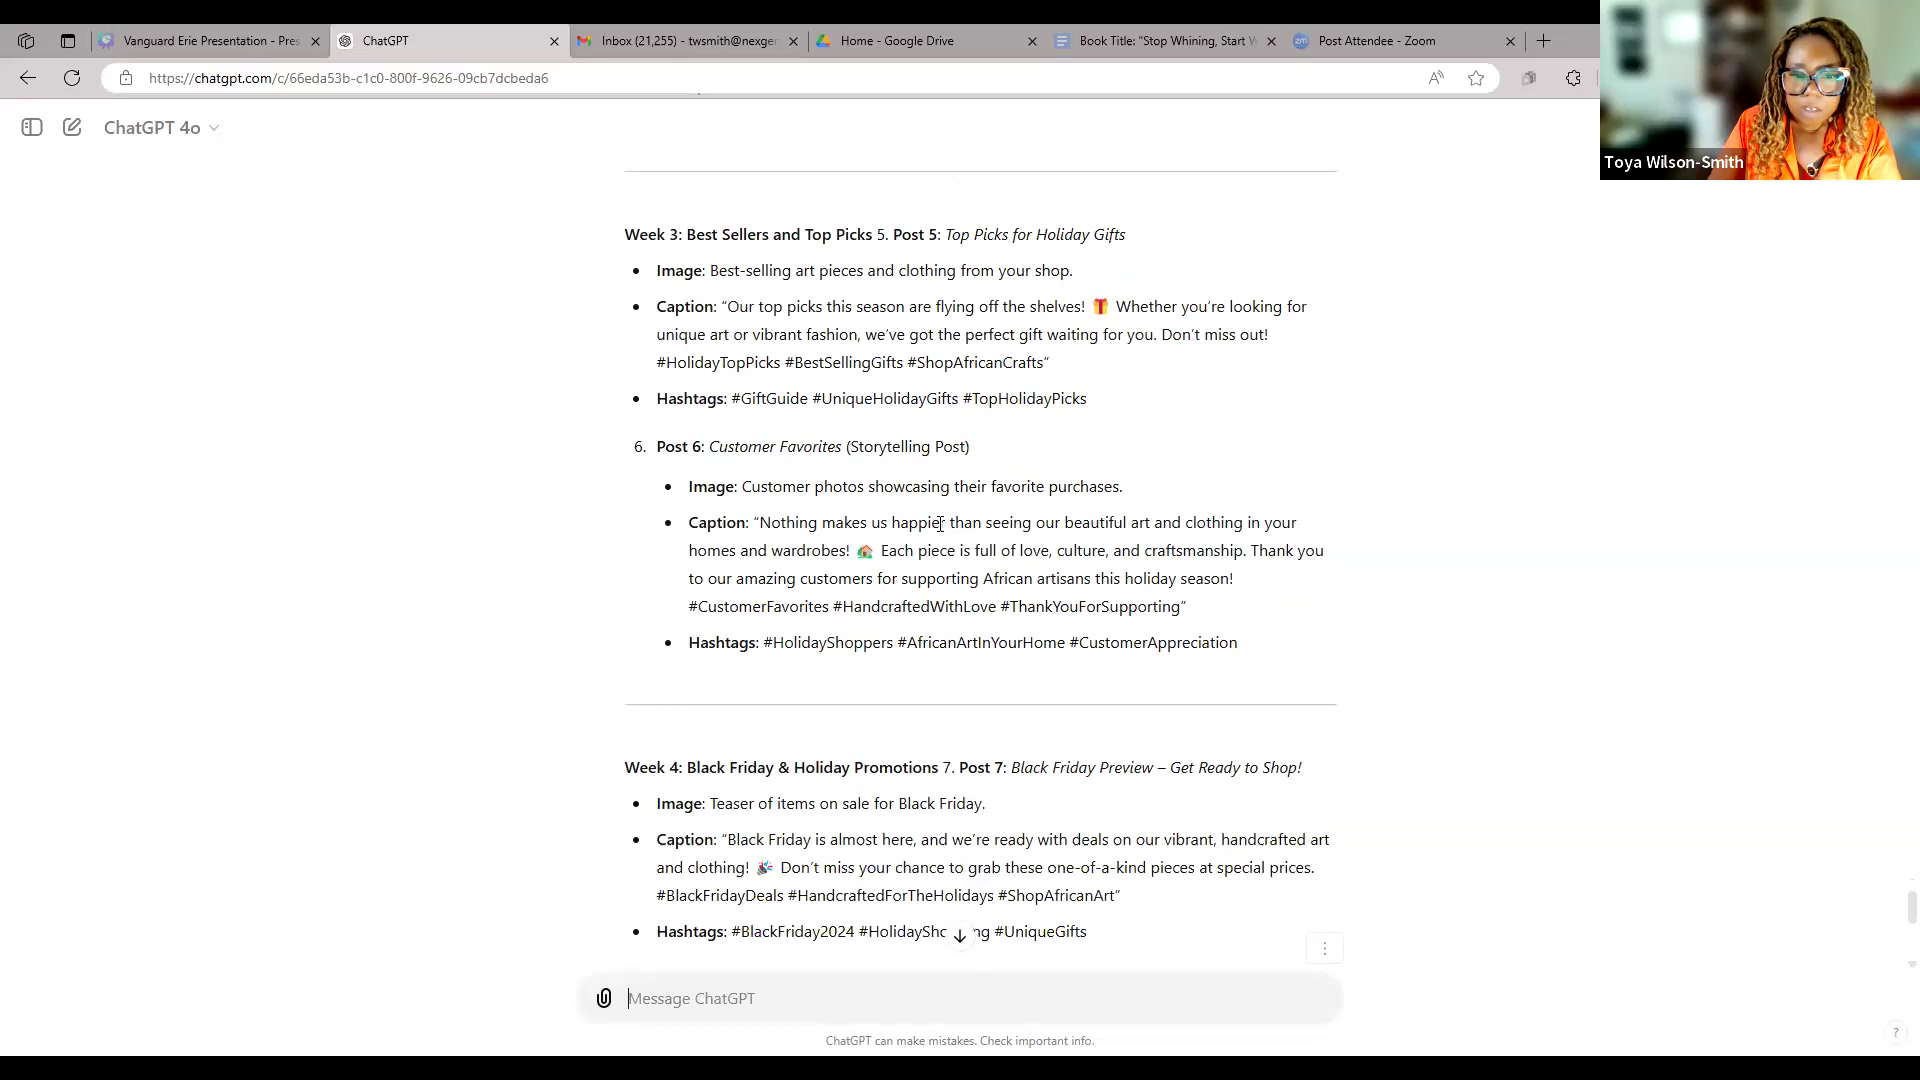 Vanguard Erie Presentation - Pres
ChatGPT
Inbox (21,255) - twsmith@nexge
Home - Google Drive
Book Title: "Stop Whining, Start W
Post Attendee - Zoom
https://chatgpt.com/c/66eda53b-c1c0-800f-9626-09cb7dcbeda6
Toya Wilson-Smith
ChatGPT 4o
Week 3: Best Sellers and Top Picks 5. Post 5: Top Picks for Holiday Gifts
• Image: Best-selling art pieces and clothing from your shop.
• Caption: “Our top picks this season are flying off the shelves! 🎁 Whether you’re looking for
unique art or vibrant fashion, we’ve got the perfect gift waiting for you. Don’t miss out!
#HolidayTopPicks #BestSellingGifts #ShopAfricanCrafts”
• Hashtags: #GiftGuide #UniqueHolidayGifts #TopHolidayPicks
6. Post 6: Customer Favorites (Storytelling Post)
• Image: Customer photos showcasing their favorite purchases.
• Caption: “Nothing makes us happier than seeing our beautiful art and clothing in your
homes and wardrobes! 🏠 Each piece is full of love, culture, and craftsmanship. Thank you
to our amazing customers for supporting African artisans this holiday season!
#CustomerFavorites #HandcraftedWithLove #ThankYouForSupporting”
• Hashtags: #HolidayShoppers #AfricanArtInYourHome #CustomerAppreciation
Week 4: Black Friday & Holiday Promotions 7. Post 7: Black Friday Preview – Get Ready to Shop!
• Image: Teaser of items on sale for Black Friday.
• Caption: “Black Friday is almost here, and we’re ready with deals on our vibrant, handcrafted art
and clothing! 🎉 Don’t miss your chance to grab these one-of-a-kind pieces at special prices.
#BlackFridayDeals #HandcraftedForTheHolidays #ShopAfricanArt”
• Hashtags: #BlackFriday2024 #HolidaySho ng #UniqueGifts
Message ChatGPT
ChatGPT can make mistakes. Check important info.
?